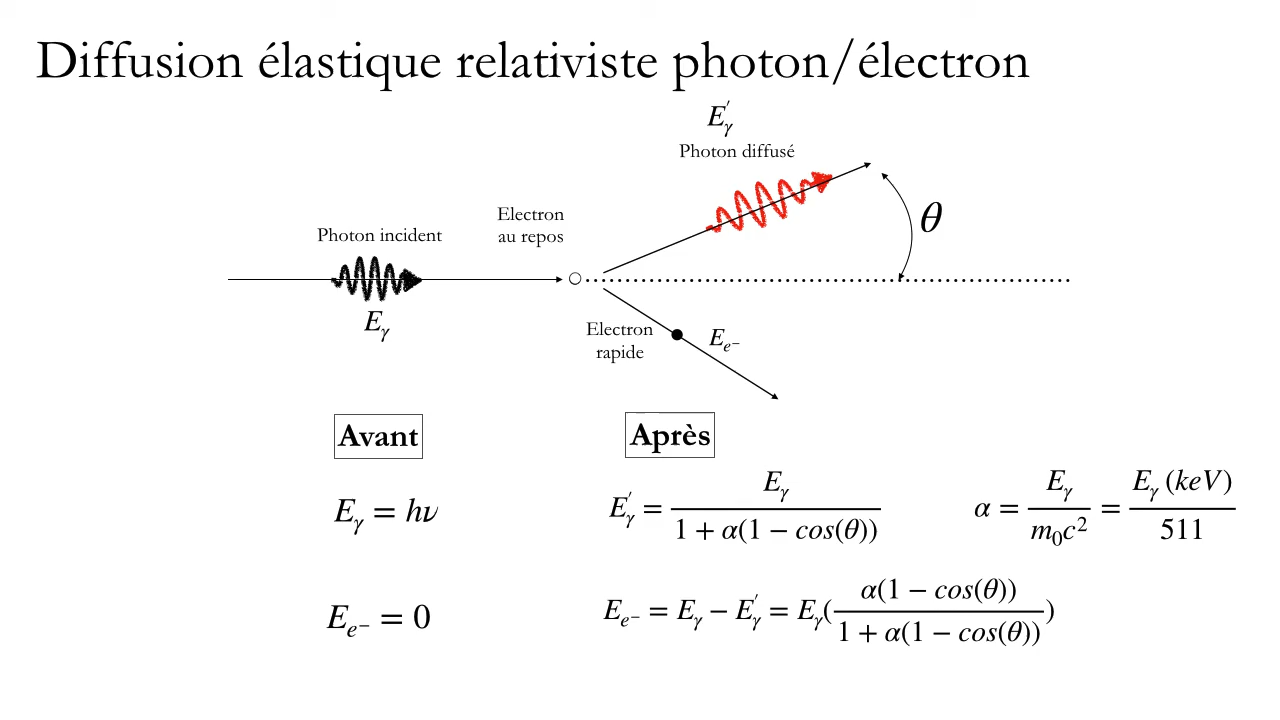 Diffusion élastique relativiste photon/électron
E′γ
Photon diffusé
Electron
au repos
θ
Photon incident
Eγ
Electron
rapide
Ee−
Avant
Après
Eγ = hν
E′γ = Eγ / (1 + α(1 − cos(θ)))
α = Eγ / m0c² = Eγ (keV) / 511
Ee− = 0
Ee− = Eγ − E′γ = Eγ( α(1 − cos(θ)) / 1 + α(1 − cos(θ)) )